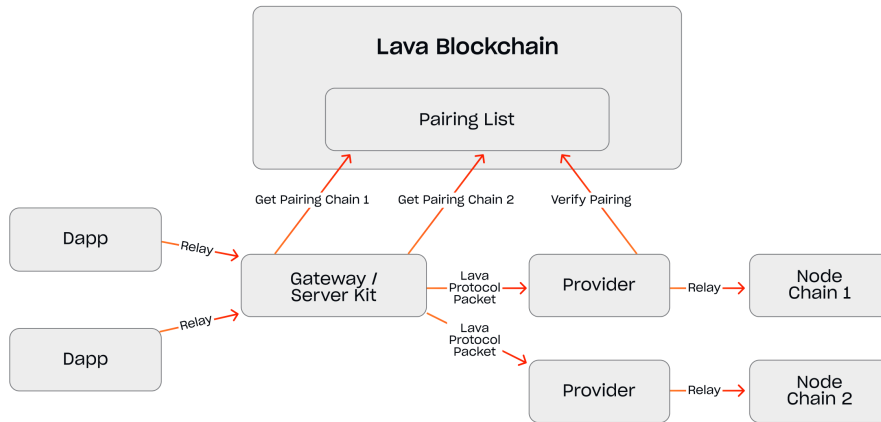 Lava Blockchain
Pairing List
Get Pairing Chain 1
Get Pairing Chain 2
Verify Pairing
Dapp
Relay
Gateway /
Server Kit
Lava
Protocol
Packet
Provider
Relay
Node
Chain 1
Dapp
Relay
Lava
Protocol
Packet
Provider
Relay
Node
Chain 2